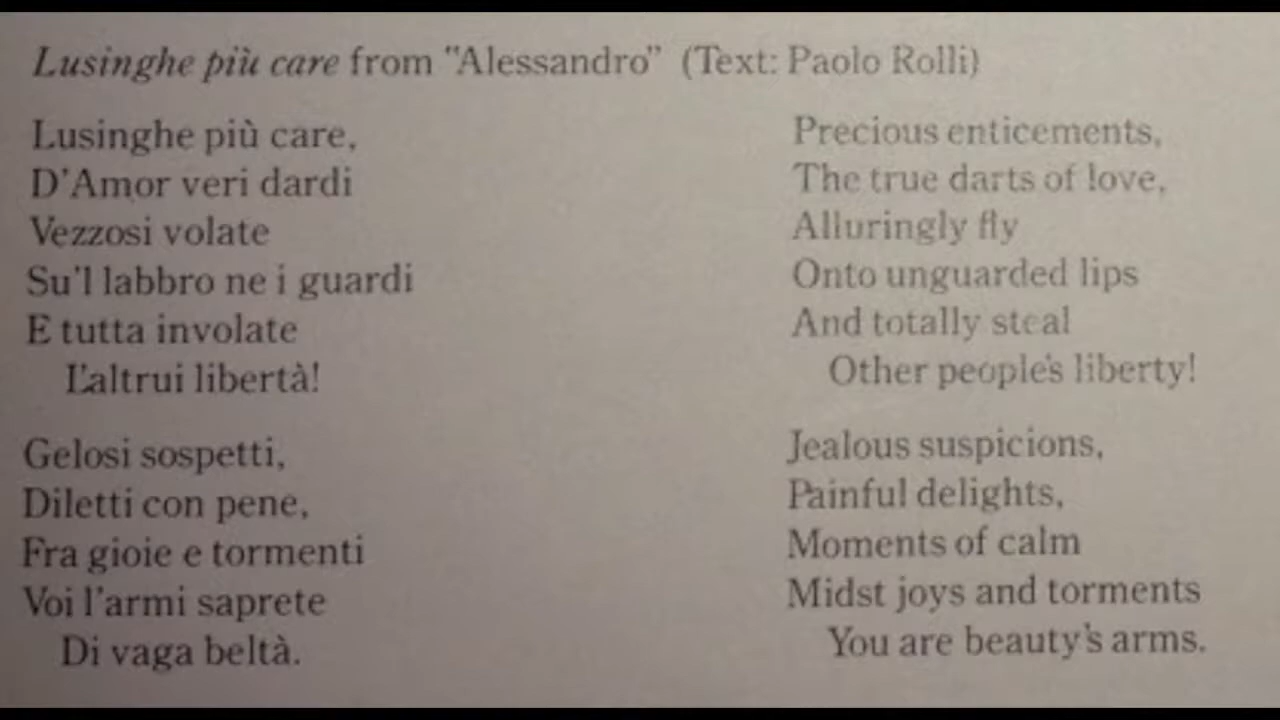 Lusinghe più care from "Alessandro" (Text: Paolo Rolli)
Lusinghe più care,
D'Amor veri dardi
Vezzosi volate
Su'l labbro ne i guardi
E tutta involate
L'altrui libertà!
Gelosi sospetti,
Diletti con pene,
Fra gioie e tormenti
Voi l'armi saprete
Di vaga beltà.
Precious enticements,
The true darts of love,
Alluringly fly
Onto unguarded lips
And totally steal
Other people's liberty!
Jealous suspicions,
Painful delights,
Moments of calm
Midst joys and torments
You are beauty's arms.